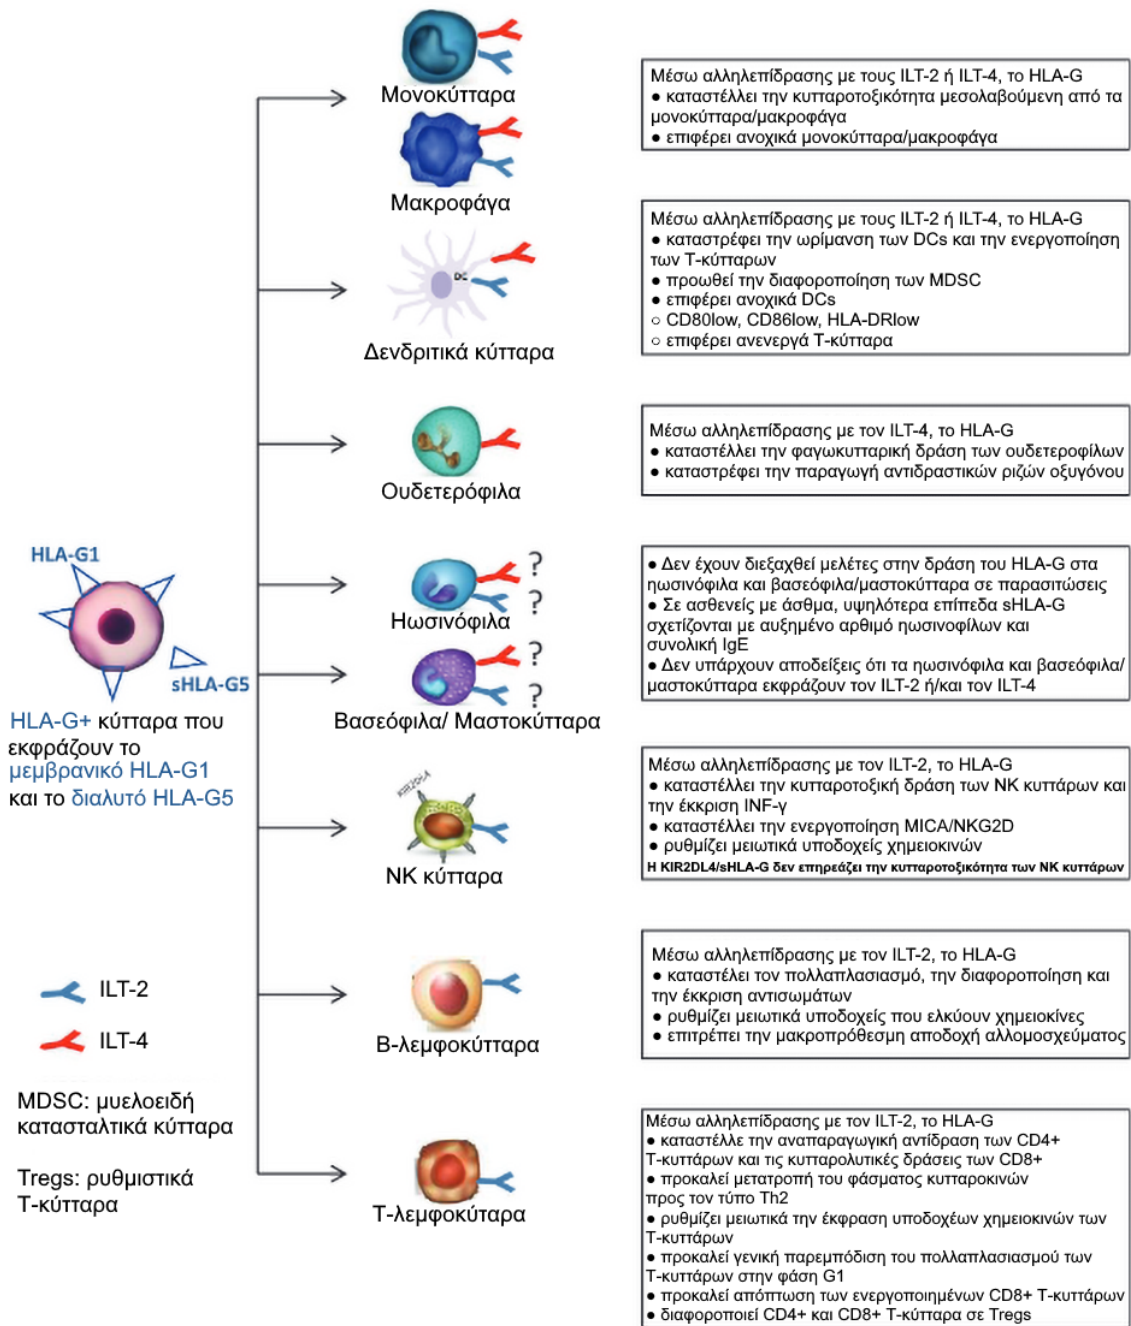 Μονοκύτταρα
Μακροφάγα
Μέσω αλληλεπίδρασης με τους ILT-2 ή ILT-4, το HLA-G
● καταστέλλει την κυτταροτοξικότητα μεσολαβούμενη από τα
μονοκύτταρα/μακροφάγα
● επιφέρει ανοχικά μονοκύτταρα/μακροφάγα
DC
Δενδριτικά κύτταρα
Μέσω αλληλεπίδρασης με τους ILT-2 ή ILT-4, το HLA-G
● καταστρέφει την ωρίμανση των DCs και την ενεργοποίηση
των Τ-κύτταρων
● προωθεί την διαφοροποίηση των MDSC
● επιφέρει ανοχικά DCs
○ CD80low, CD86low, HLA-DRlow
○ επιφέρει ανενεργά Τ-κύτταρα
Ουδετερόφιλα
Μέσω αλληλεπίδρασης με τον ILT-4, το HLA-G
● καταστέλλει την φαγωκυτταρική δράση των ουδετεροφίλων
● καταστρέφει την παραγωγή αντιδραστικών ριζών οξυγόνου
HLA-G1
sHLA-G5
HLA-G+ κύτταρα που
εκφράζουν το
μεμβρανικό HLA-G1
και το διαλυτό HLA-G5
?
?
Ηωσινόφιλα
?
?
Βασεόφιλα/ Μαστοκύτταρα
● Δεν έχουν διεξαχθεί μελέτες στην δράση του HLA-G στα
ηωσινόφιλα και βασεόφιλα/μαστοκύτταρα σε παρασιτώσεις
● Σε ασθενείς με άσθμα, υψηλότερα επίπεδα sHLA-G
σχετίζονται με αυξημένο αρθιμό ηωσινοφίλων και
συνολική IgE
● Δεν υπάρχουν αποδείξεις ότι τα ηωσινόφιλα και βασεόφιλα/
μαστοκύτταρα εκφράζουν τον ILT-2 ή/και τον ILT-4
NK κύτταρα
Μέσω αλληλεπίδρασης με τον ILT-2, το HLA-G
● καταστέλλει την κυτταροτοξική δράση των NK κυττάρων και
την έκκριση INF-γ
● καταστέλλει την ενεργοποίηση MICA/NKG2D
● ρυθμίζει μειωτικά υποδοχείς χημειοκινών
Η KIR2DL4/sHLA-G δεν επηρεάζει την κυτταροτοξικότητα των NK κυττάρων
Β-λεμφοκύτταρα
Μέσω αλληλεπίδρασης με τον ILT-2, το HLA-G
● καταστέλει τον πολλαπλασιασμό, την διαφοροποίηση και
την έκκριση αντισωμάτων
● ρυθμίζει μειωτικά υποδοχείς που ελκύουν χημειοκίνες
● επιτρέπει την μακροπρόθεσμη αποδοχή αλλομοσχεύματος
ILT-2
ILT-4
MDSC: μυελοειδή
κατασταλτικά κύτταρα
Tregs: ρυθμιστικά
Τ-κύτταρα
Τ-λεμφοκύταρα
Μέσω αλληλεπίδρασης με τον ILT-2, το HLA-G
● καταστέλλε την αναπαραγωγική αντίδραση των CD4+
Τ-κυττάρων και τις κυτταρολυτικές δράσεις των CD8+
● προκαλεί μετατροπή του φάσματος κυτταροκινών
προς τον τύπο Th2
● ρυθμίζει μειωτικά την έκφραση υποδοχέων χημειοκινών των
Τ-κυττάρων
● προκαλεί γενική παρεμπόδιση του πολλαπλασιασμού των
Τ-κυττάρων στην φάση G1
● προκαλεί απόπτωση των ενεργοποιημένων CD8+ Τ-κυττάρων
● διαφοροποιεί CD4+ και CD8+ Τ-κύτταρα σε Tregs